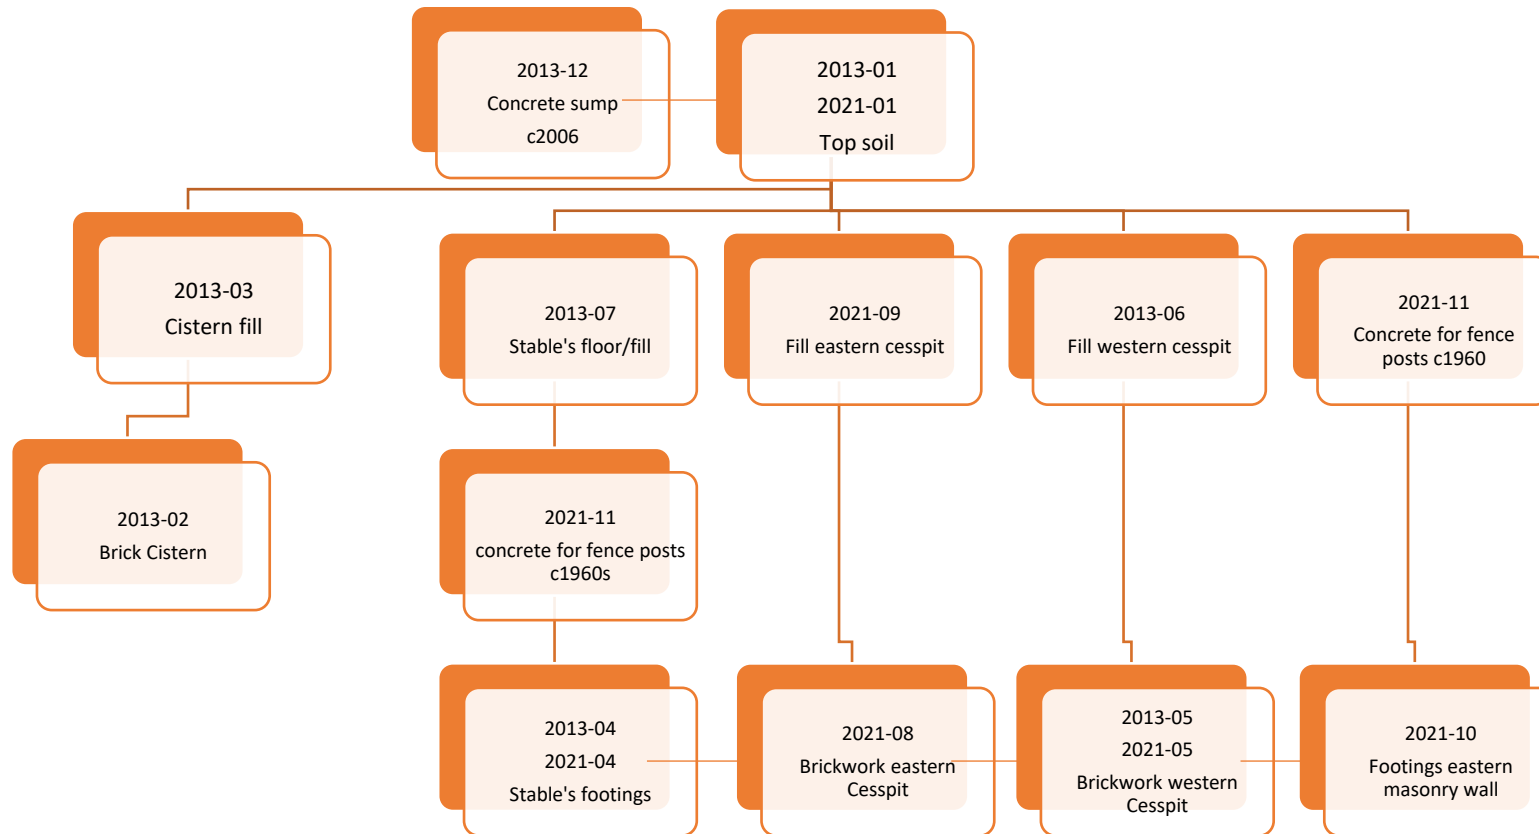 2013-12
Concrete sump
c2006
2013-01
2021-01
Top soil
2013-03
Cistern fill
2013-07
Stable's floor/fill
2021-09
Fill eastern cesspit
2013-06
Fill western cesspit
2021-11
Concrete for fence
posts c1960
2013-02
Brick Cistern
2021-11
concrete for fence posts
c1960s
2013-04
2021-04
Stable's footings
2021-08
Brickwork eastern
Cesspit
2013-05
2021-05
Brickwork western
Cesspit
2021-10
Footings eastern
masonry wall